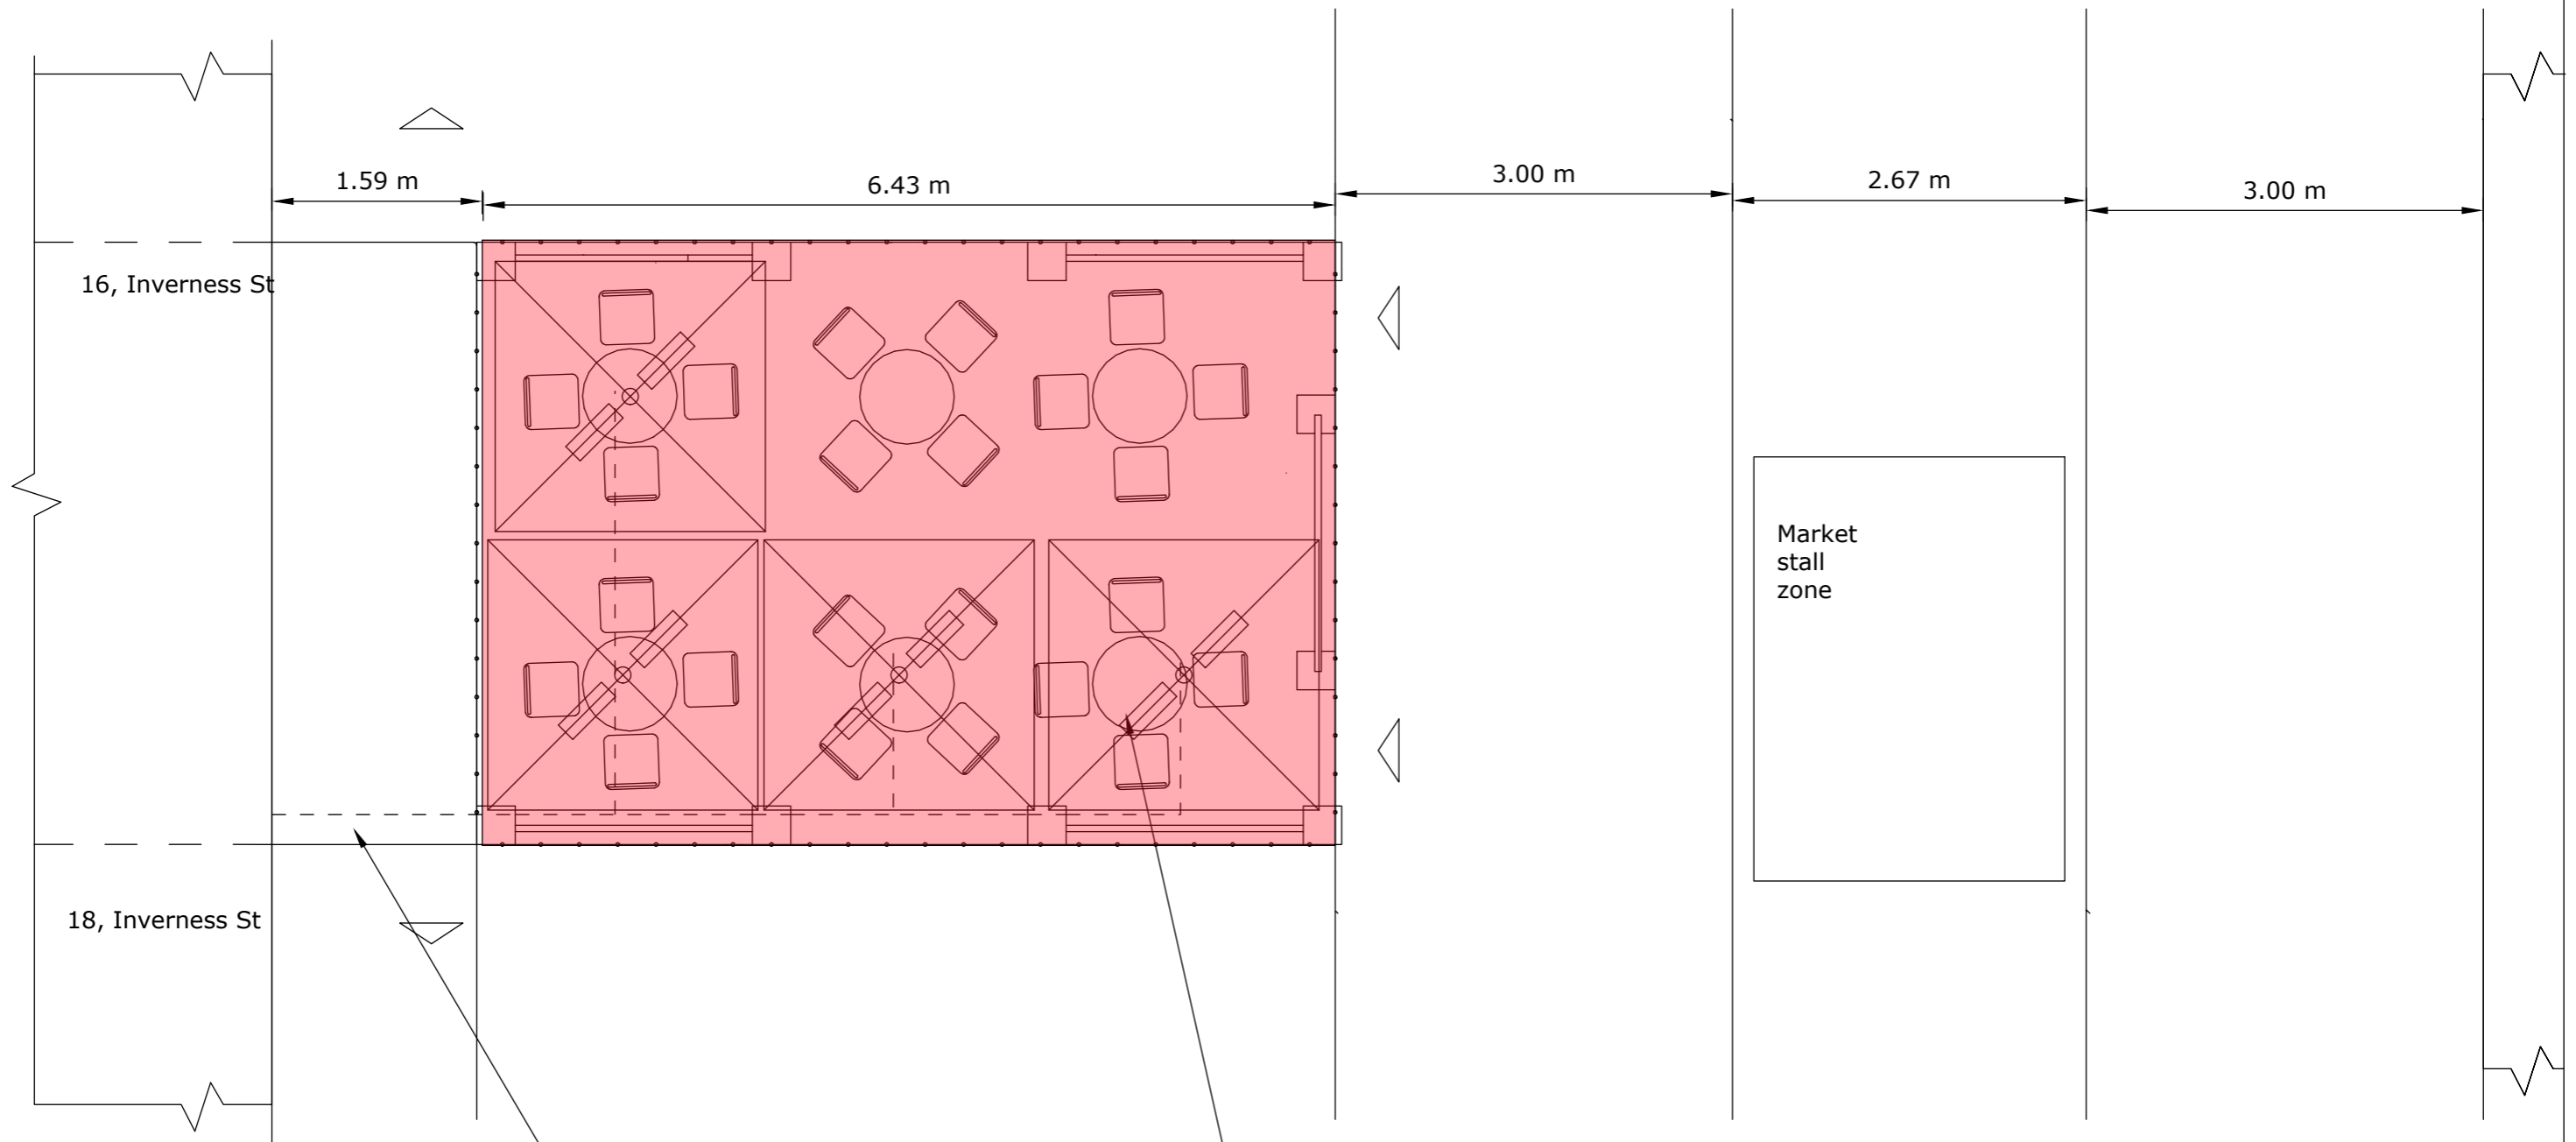 1.59 m
6.43 m
3.00 m
2.67 m
3.00 m
16, Inverness St
Market
stall
zone
18, Inverness St